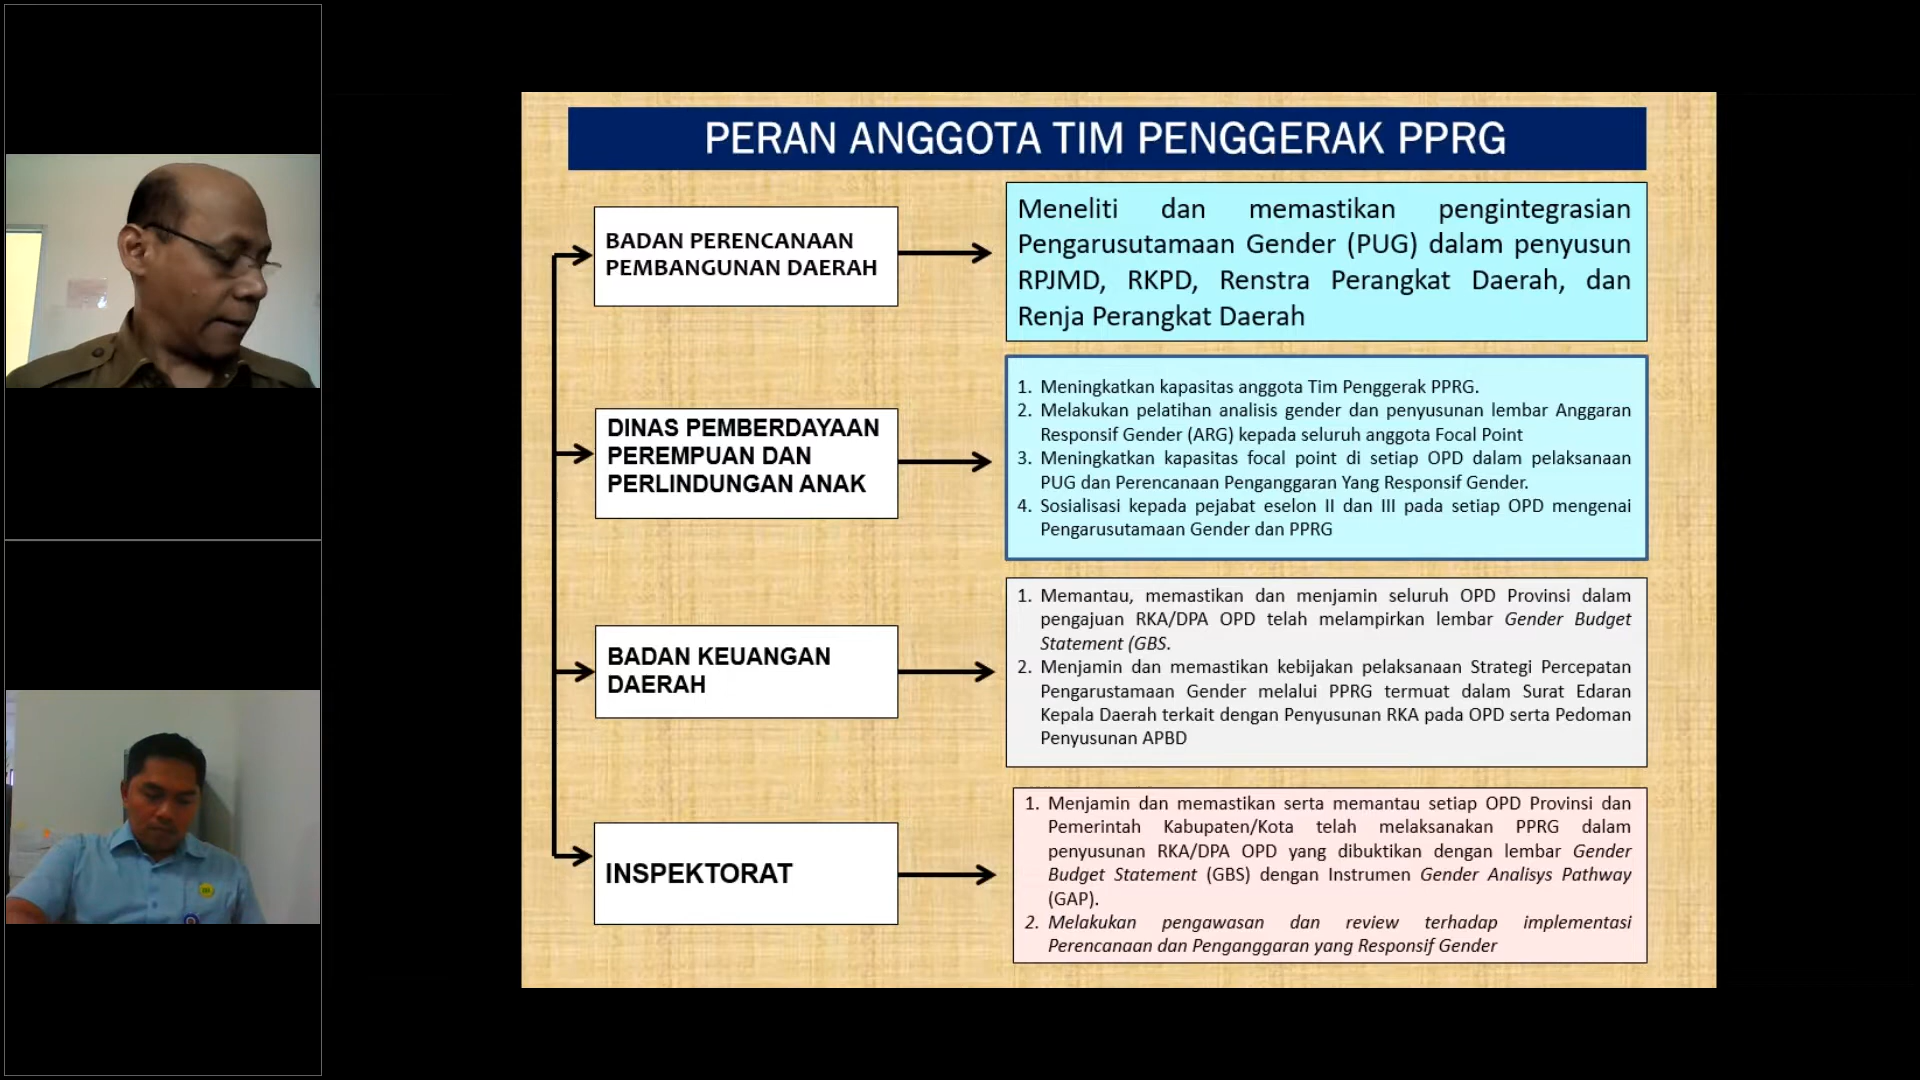 PERAN ANGGOTA TIM PENGGERAK PPRG
BADAN PERENCANAAN
PEMBANGUNAN DAERAH
Meneliti dan memastikan pengintegrasian
Pengarusutamaan Gender (PUG) dalam penyusun
RPJMD, RKPD, Renstra Perangkat Daerah, dan
Renja Perangkat Daerah
DINAS PEMBERDAYAAN
PEREMPUAN DAN
PERLINDUNGAN ANAK
1. Meningkatkan kapasitas anggota Tim Penggerak PPRG.
2. Melakukan pelatihan analisis gender dan penyusunan lembar Anggaran
Responsif Gender (ARG) kepada seluruh anggota Focal Point
3. Meningkatkan kapasitas focal point di setiap OPD dalam pelaksanaan
PUG dan Perencanaan Penganggaran Yang Responsif Gender.
4. Sosialisasi kepada pejabat eselon II dan III pada setiap OPD mengenai
Pengarusutamaan Gender dan PPRG
BADAN KEUANGAN
DAERAH
1. Memantau, memastikan dan menjamin seluruh OPD Provinsi dalam
pengajuan RKA/DPA OPD telah melampirkan lembar Gender Budget
Statement (GBS.
2. Menjamin dan memastikan kebijakan pelaksanaan Strategi Percepatan
Pengarustamaan Gender melalui PPRG termuat dalam Surat Edaran
Kepala Daerah terkait dengan Penyusunan RKA pada OPD serta Pedoman
Penyusunan APBD
INSPEKTORAT
1. Menjamin dan memastikan serta memantau setiap OPD Provinsi dan
Pemerintah Kabupaten/Kota telah melaksanakan PPRG dalam
penyusunan RKA/DPA OPD yang dibuktikan dengan lembar Gender
Budget Statement (GBS) dengan Instrumen Gender Analisys Pathway
(GAP).
2. Melakukan pengawasan dan review terhadap implementasi
Perencanaan dan Penganggaran yang Responsif Gender